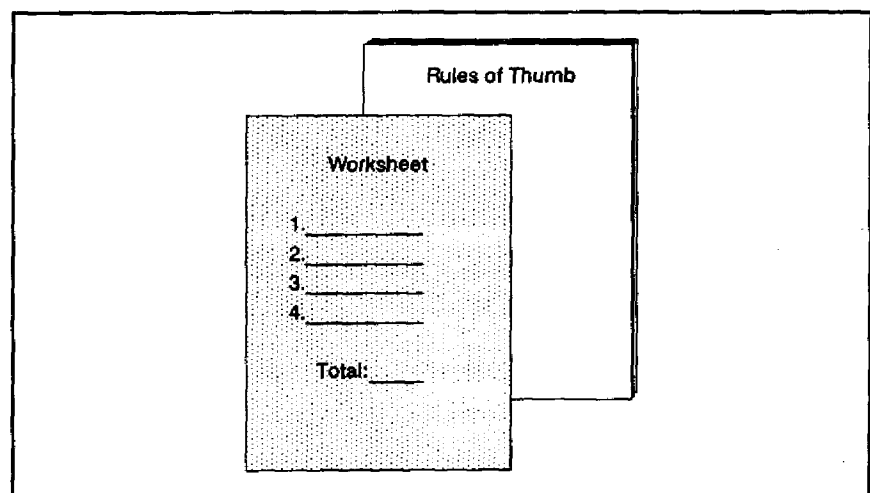 Rules of Thumb
Worksheet
1.
2.
3.
4.
Total: